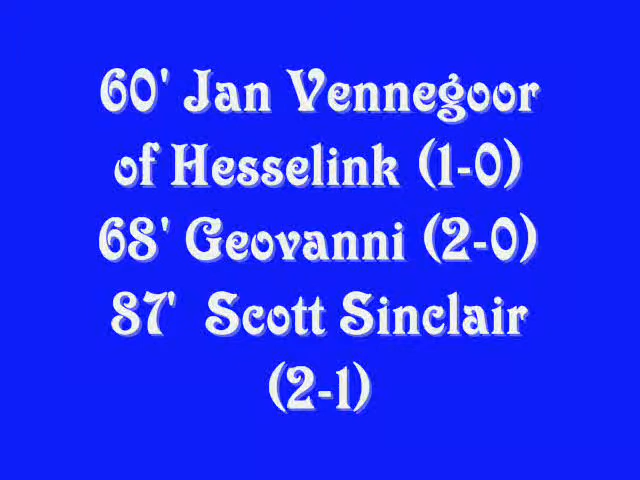 60' Jan Vennegoor
of Hesselink (1-0)
68' Geovanni (2-0)
87' Scott Sinclair
(2-1)